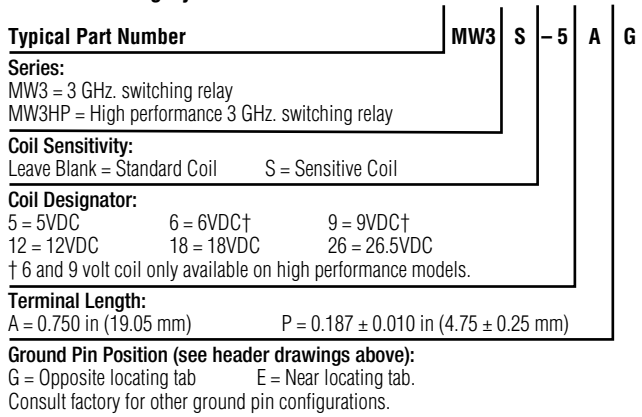 Typical Part Number MW3 S – 5 A G
Series:
MW3 = 3 GHz. switching relay
MW3HP = High performance 3 GHz. switching relay
Coil Sensitivity:
Leave Blank = Standard Coil S = Sensitive Coil
Coil Designator:
5 = 5VDC 6 = 6VDC† 9 = 9VDC†
12 = 12VDC 18 = 18VDC 26 = 26.5VDC
† 6 and 9 volt coil only available on high performance models.
Terminal Length:
A = 0.750 in (19.05 mm) P = 0.187 ± 0.010 in (4.75 ± 0.25 mm)
Ground Pin Position (see header drawings above):
G = Opposite locating tab E = Near locating tab.
Consult factory for other ground pin configurations.